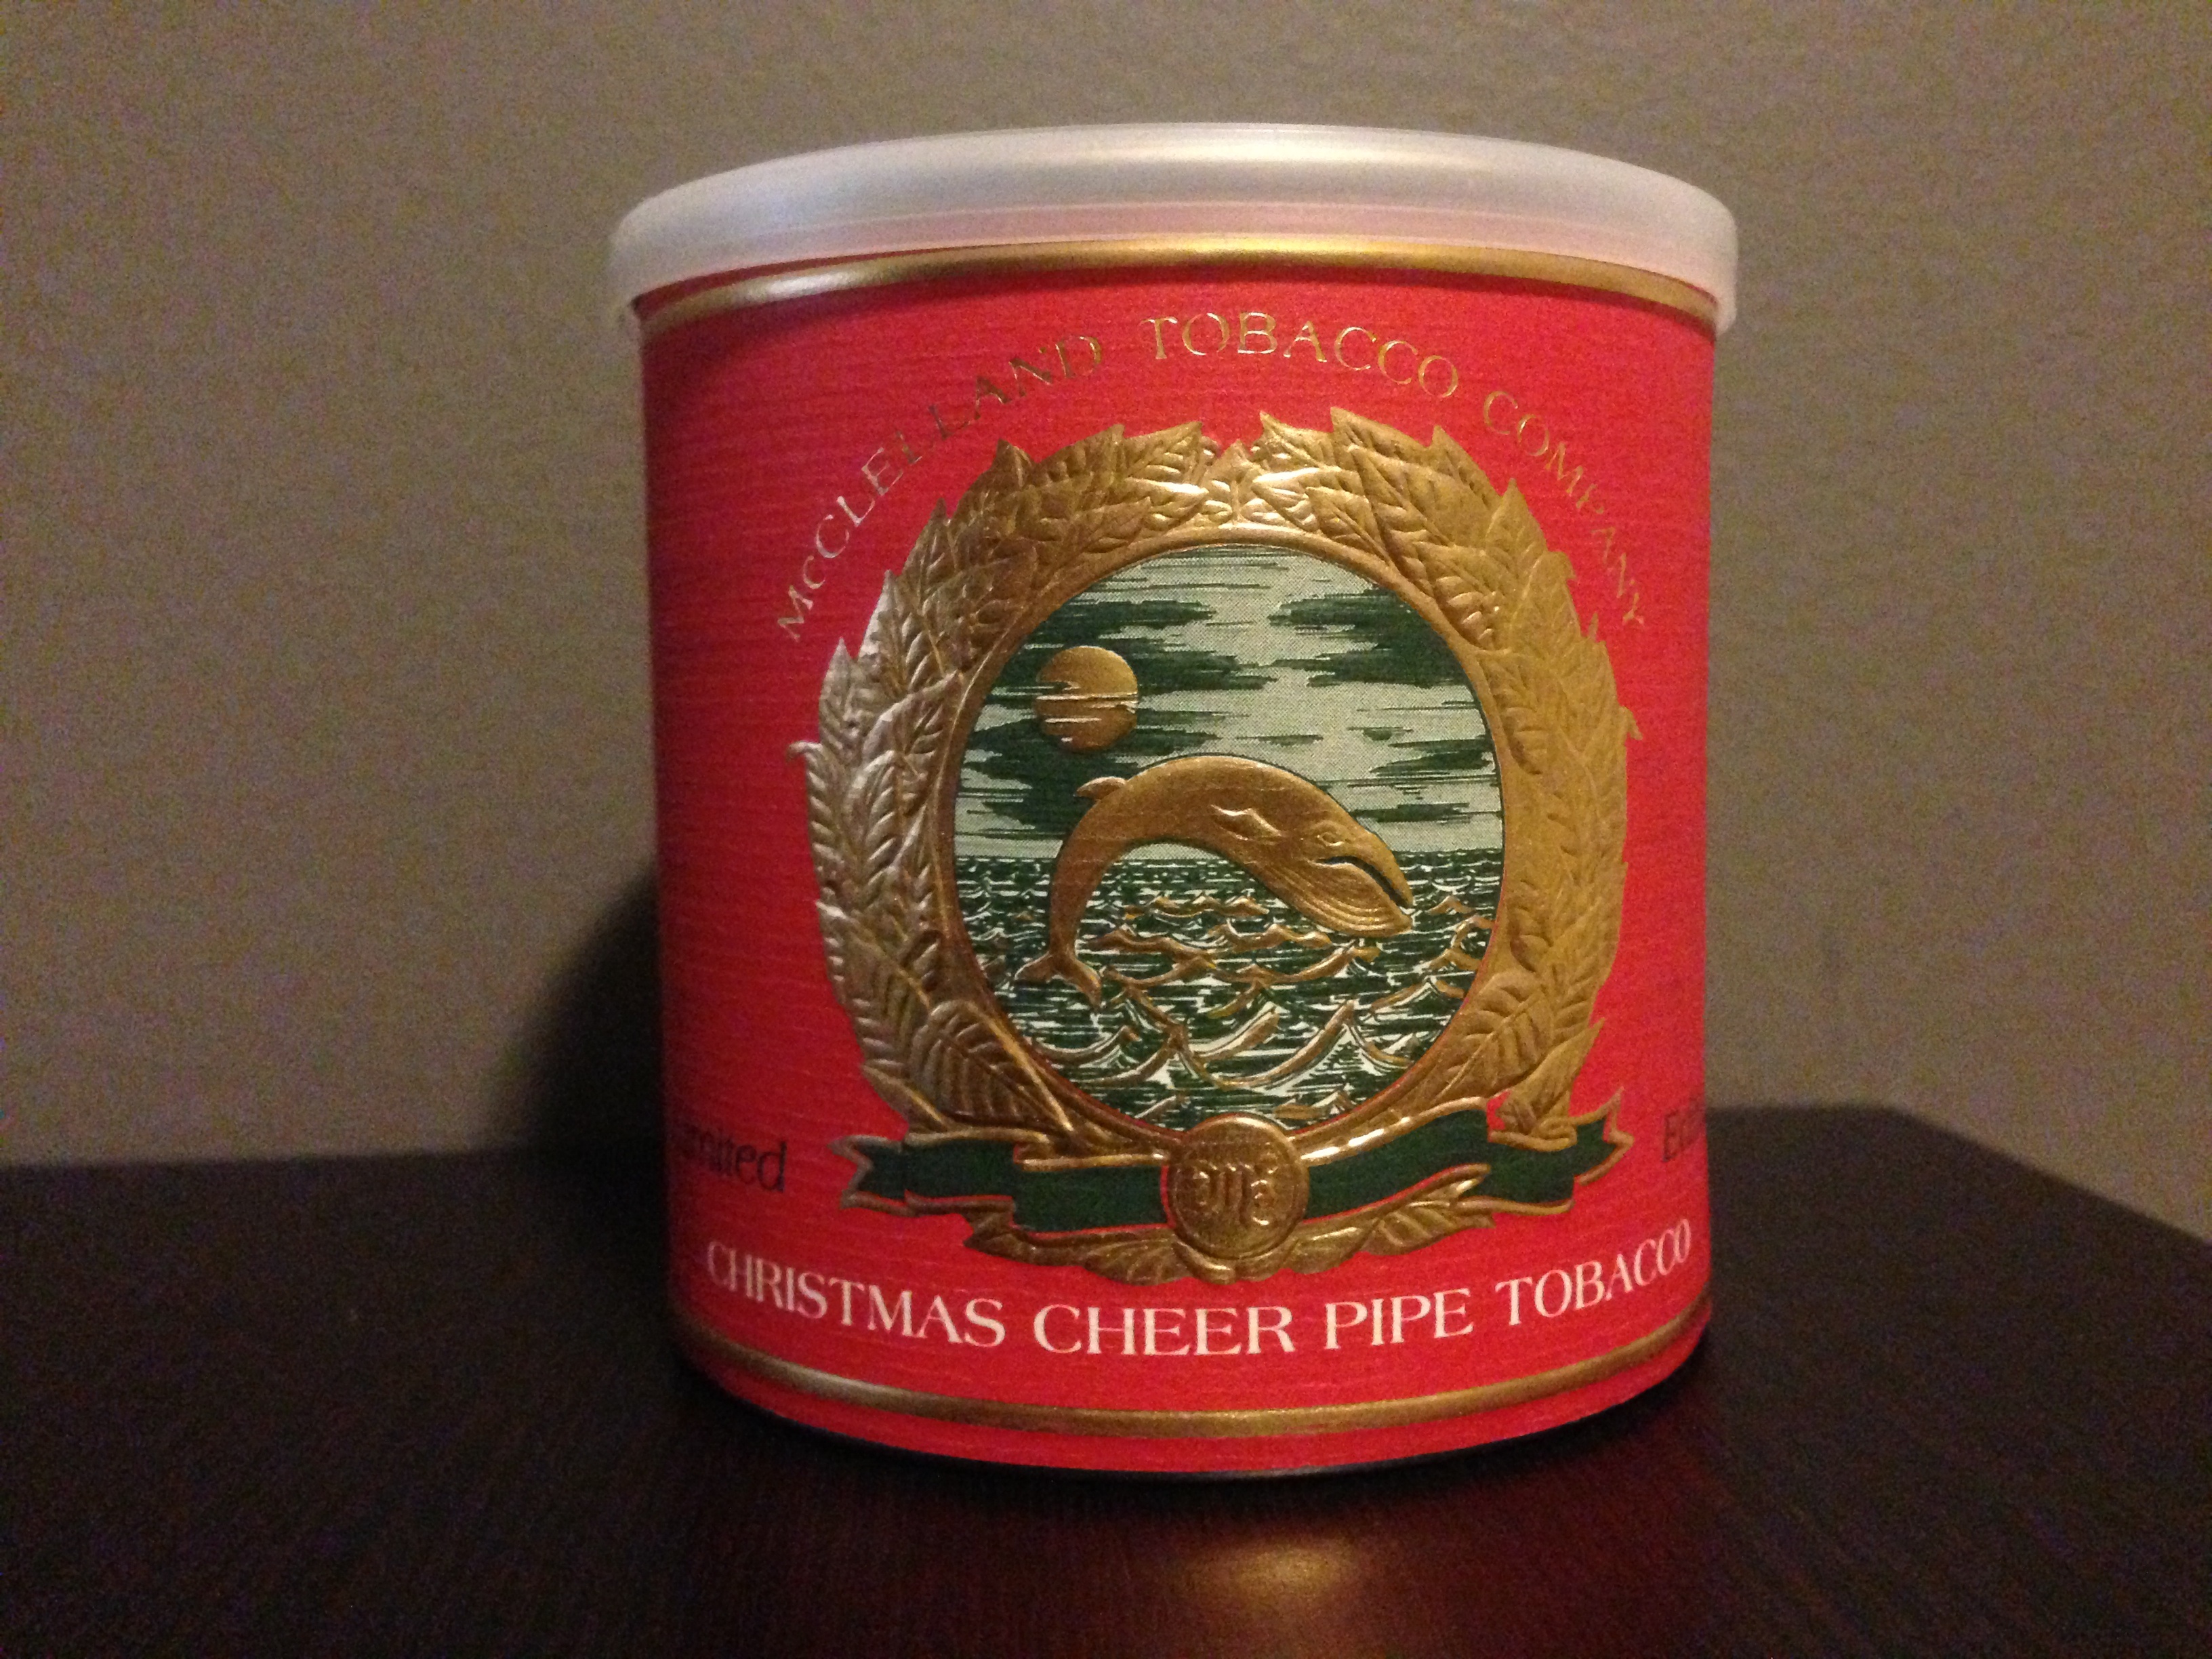 McCLELLAND TOBACCO COMPANY
CHRISTMAS CHEER PIPE TOBACCO